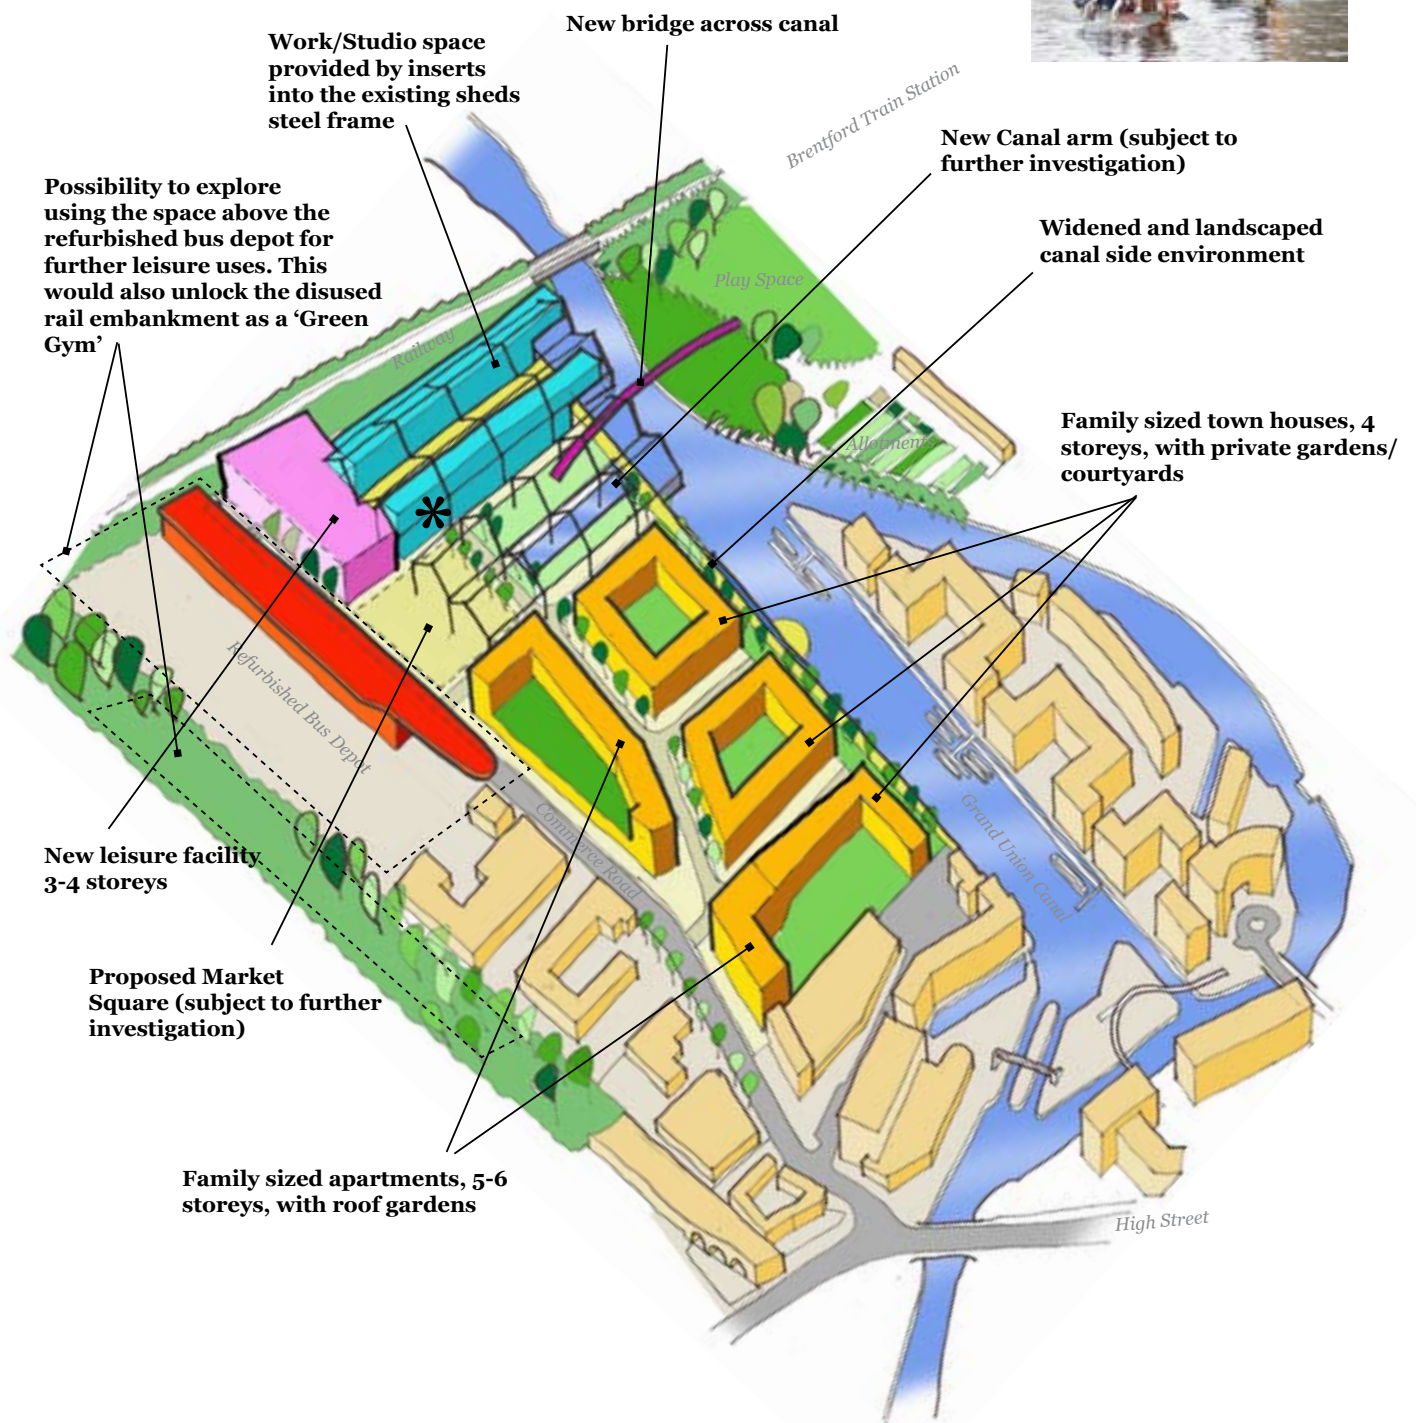 New bridge across canal
Work/Studio space
provided by inserts
into the existing sheds
steel frame
Brentford Train Station
New Canal arm (subject to
further investigation)
Possibility to explore
using the space above the
refurbished bus depot for
further leisure uses. This
would also unlock the disused
rail embankment as a ‘Green
Gym’
Widened and landscaped
canal side environment
Play Space
Railway
Family sized town houses, 4
storeys, with private gardens/
courtyards
Allotments
*
Refurbished Bus Depot
Commerce Road
Grand Union Canal
New leisure facility
3-4 storeys
Proposed Market
Square (subject to further
investigation)
Family sized apartments, 5-6
storeys, with roof gardens
High Street